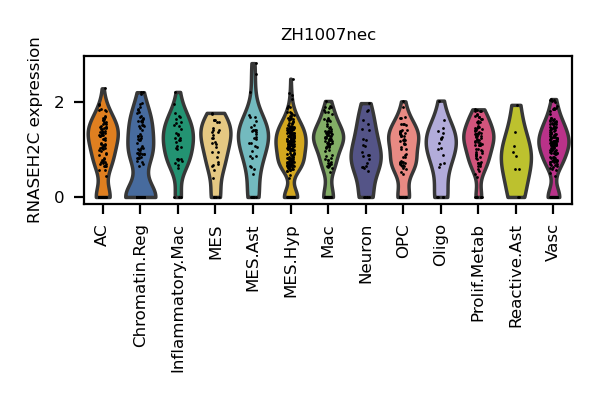 ZH1007nec
RNASEH2C expression
2
0
AC
Chromatin.Reg
Inflammatory.Mac
MES
MES.Ast
MES.Hyp
Mac
Neuron
OPC
Oligo
Prolif.Metab
Reactive.Ast
Vasc